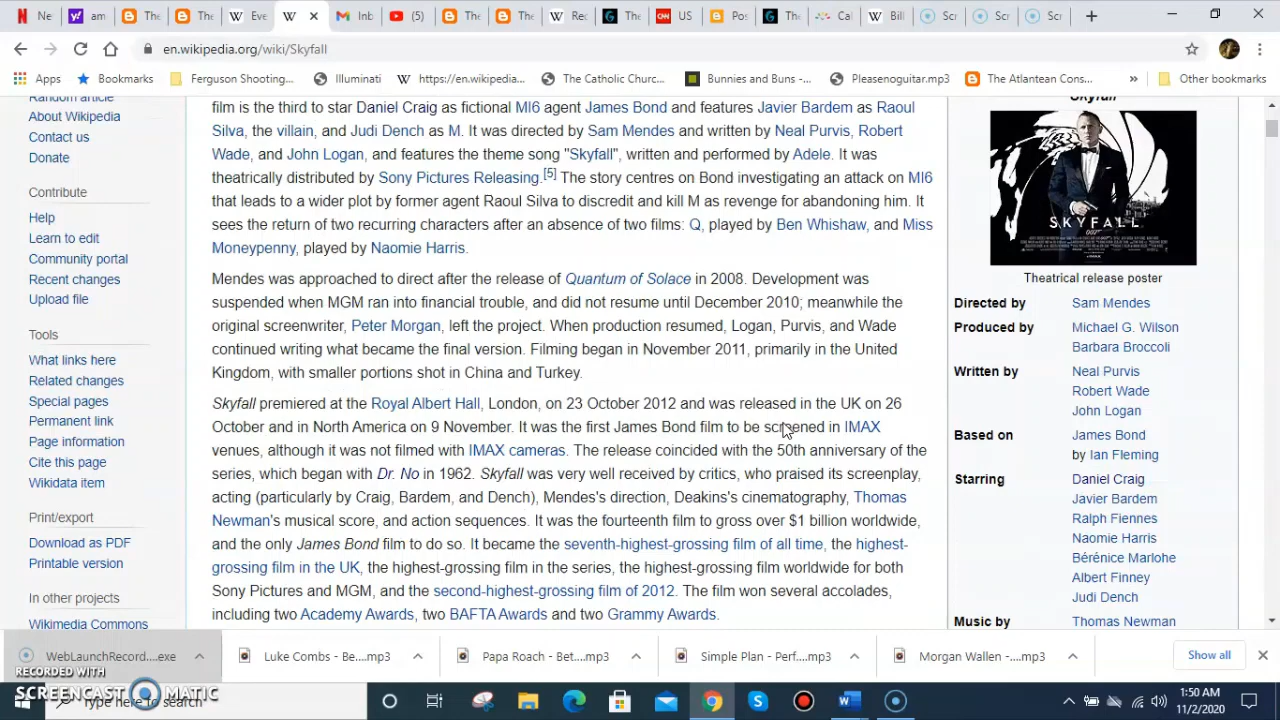 Ne
am
The
The
Eve
Inb
(5)
The
The
Rec
The
US
Pos
The
Cal
Bill
Scr
Scr
Scr
en.wikipedia.org/wiki/Skyfall
Apps
Bookmarks
Ferguson Shooting...
Illuminati
https://en.wikipedia...
The Catholic Churc...
Bunnies and Buns -...
Pleaseroguitar.mp3
The Atlantean Cons...
»
Other bookmarks
Random article
About Wikipedia
Contact us
Donate
Contribute
Help
Learn to edit
Community portal
Recent changes
Upload file
Tools
What links here
Related changes
Special pages
Permanent link
Page information
Cite this page
Wikidata item
Print/export
Download as PDF
Printable version
In other projects
Wikimedia Commons
film is the third to star Daniel Craig as fictional MI6 agent James Bond and features Javier Bardem as Raoul
Silva, the villain, and Judi Dench as M. It was directed by Sam Mendes and written by Neal Purvis, Robert
Wade, and John Logan, and features the theme song "Skyfall", written and performed by Adele. It was
theatrically distributed by Sony Pictures Releasing.[5] The story centres on Bond investigating an attack on MI6
that leads to a wider plot by former agent Raoul Silva to discredit and kill M as revenge for abandoning him. It
sees the return of two recurring characters after an absence of two films: Q, played by Ben Whishaw, and Miss
Moneypenny, played by Naomie Harris.
Mendes was approached to direct after the release of Quantum of Solace in 2008. Development was
suspended when MGM ran into financial trouble, and did not resume until December 2010; meanwhile the
original screenwriter, Peter Morgan, left the project. When production resumed, Logan, Purvis, and Wade
continued writing what became the final version. Filming began in November 2011, primarily in the United
Kingdom, with smaller portions shot in China and Turkey.
Skyfall premiered at the Royal Albert Hall, London, on 23 October 2012 and was released in the UK on 26
October and in North America on 9 November. It was the first James Bond film to be screened in IMAX
venues, although it was not filmed with IMAX cameras. The release coincided with the 50th anniversary of the
series, which began with Dr. No in 1962. Skyfall was very well received by critics, who praised its screenplay,
acting (particularly by Craig, Bardem, and Dench), Mendes's direction, Deakins's cinematography, Thomas
Newman's musical score, and action sequences. It was the fourteenth film to gross over $1 billion worldwide,
and the only James Bond film to do so. It became the seventh-highest-grossing film of all time, the highest-
grossing film in the UK, the highest-grossing film in the series, the highest-grossing film worldwide for both
Sony Pictures and MGM, and the second-highest-grossing film of 2012. The film won several accolades,
including two Academy Awards, two BAFTA Awards and two Grammy Awards.
Skyfall
SKYFALL
007
Theatrical release poster
Directed by Sam Mendes
Produced by Michael G. Wilson
Barbara Broccoli
Written by Neal Purvis
Robert Wade
John Logan
Based on James Bond
by Ian Fleming
Starring Daniel Craig
Javier Bardem
Ralph Fiennes
Naomie Harris
Bérénice Marlohe
Albert Finney
Judi Dench
Music by Thomas Newman
WebLaunchRecord....exe
Luke Combs - Be....mp3
Papa Roach - Bet....mp3
Simple Plan - Perf....mp3
Morgan Wallen -....mp3
Show all
RECORDED WITH
SCREENCAST MATIC
Type here to search
1:50 AM
11/2/2020